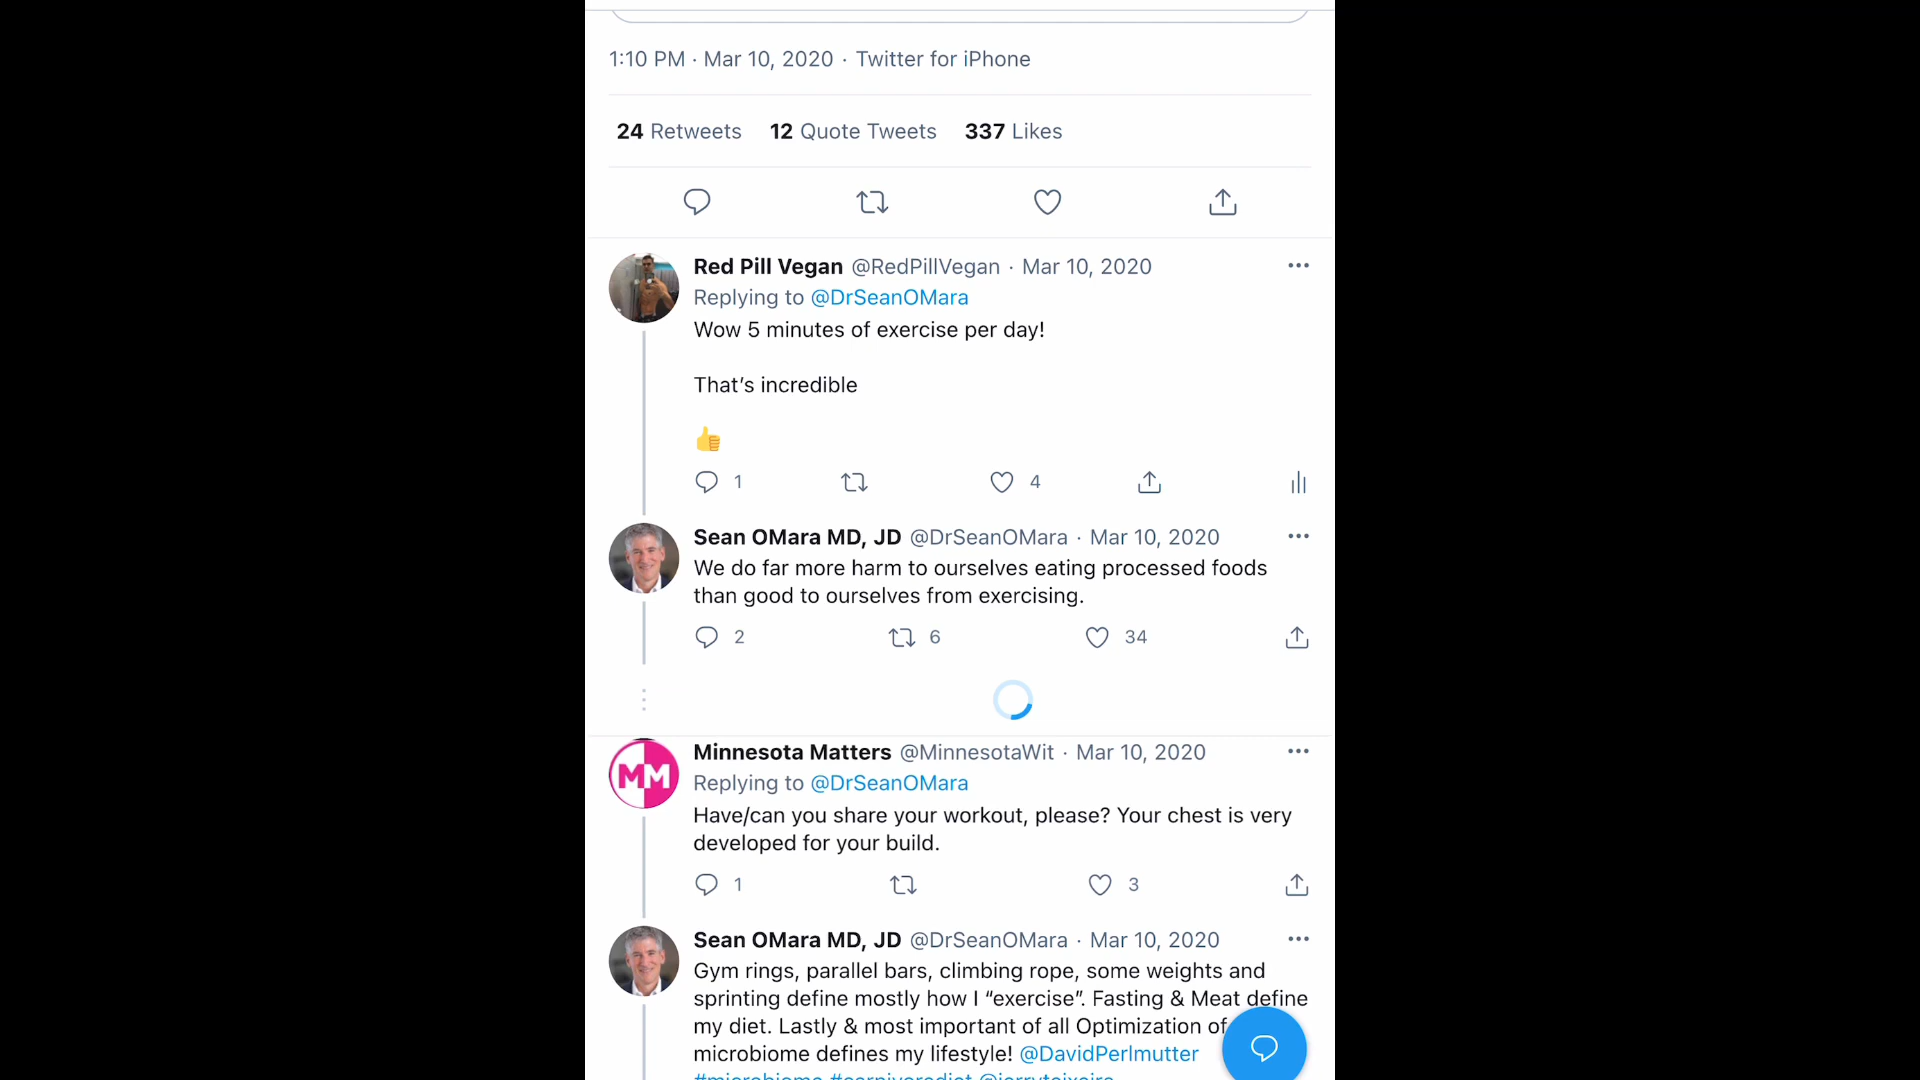 1:10 PM · Mar 10, 2020 · Twitter for iPhone
24 Retweets 12 Quote Tweets 337 Likes
Red Pill Vegan @RedPillVegan · Mar 10, 2020
Replying to @DrSeanOMara
Wow 5 minutes of exercise per day!
That's incredible
👍
1 4
Sean OMara MD, JD @DrSeanOMara · Mar 10, 2020
We do far more harm to ourselves eating processed foods
than good to ourselves from exercising.
2 6 34
MM
Minnesota Matters @MinnesotaWit · Mar 10, 2020
Replying to @DrSeanOMara
Have/can you share your workout, please? Your chest is very
developed for your build.
1 3
Sean OMara MD, JD @DrSeanOMara · Mar 10, 2020
Gym rings, parallel bars, climbing rope, some weights and
sprinting define mostly how I “exercise”. Fasting & Meat define
my diet. Lastly & most important of all Optimization of
microbiome defines my lifestyle! @DavidPerlmutter
#microbiome #carnivorediet @jerryteixeira